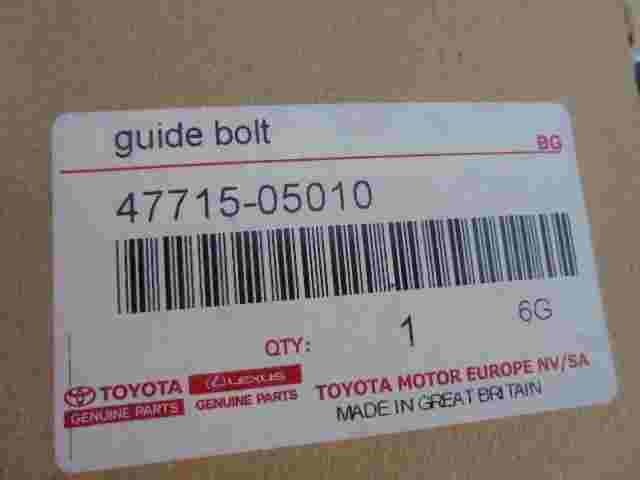 guide bolt
BG
47715-05010
QTY: 1 6G
TOYOTA
GENUINE PARTS
LEXUS
GENUINE PARTS
TOYOTA MOTOR EUROPE NV/SA
MADE IN GREAT BRITAIN